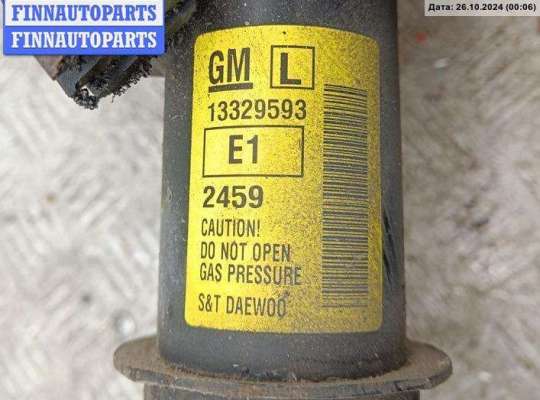 FINNAUTOPARTS
FINNAUTOPARTS
Дата: 26.10.2024 (00:06)
GM L
13329593
E1
2459
CAUTION!
DO NOT OPEN
GAS PRESSURE
S&T DAEWOO